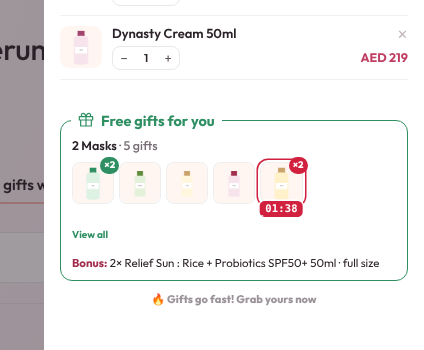 Dynasty Cream 50ml
×
− 1 +
AED 219
Free gifts for you
2 Masks · 5 gifts
×2
×2
01:38
View all
Bonus: 2× Relief Sun : Rice + Probiotics SPF50+ 50ml · full size
🔥 Gifts go fast! Grab yours now
erun
gifts w